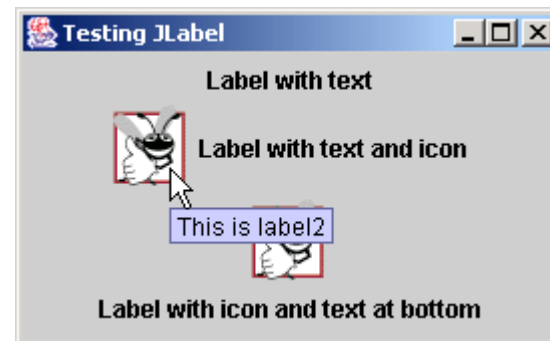 Testing JLabel
Label with text
Label with text and icon
This is label2
Label with icon and text at bottom